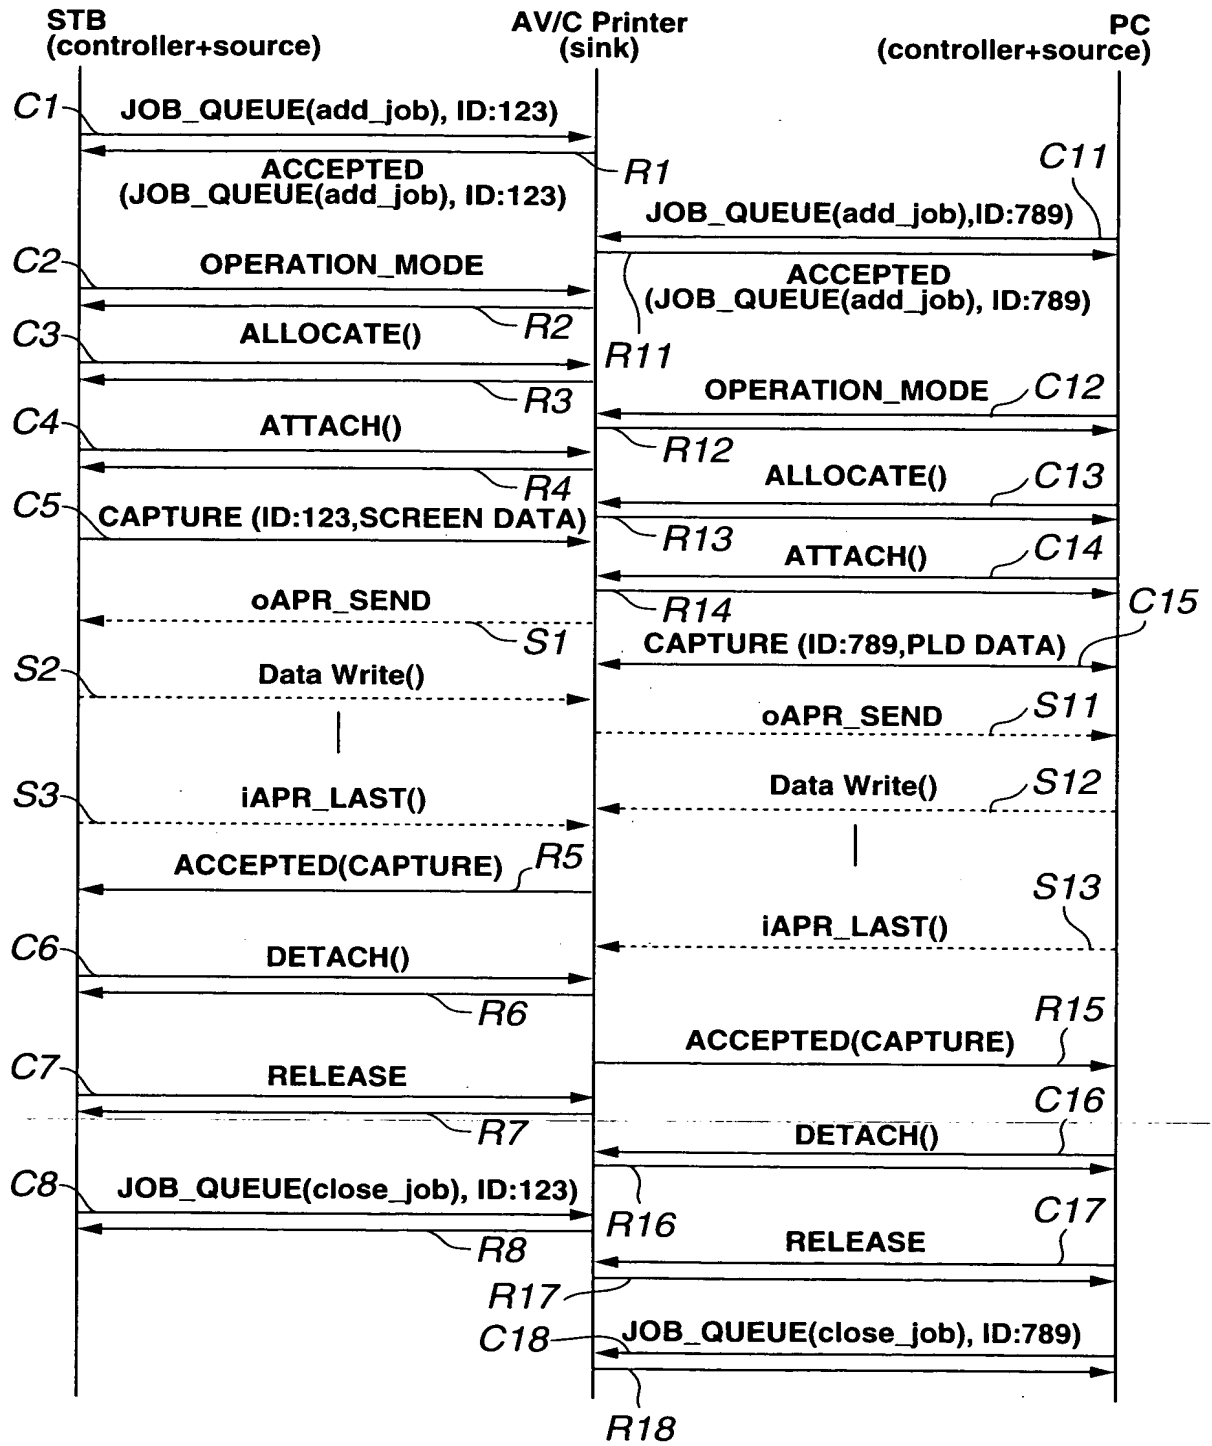 STB
(controller+source)
AV/C Printer
(sink)
PC
(controller+source)
C1
JOB_QUEUE(add_job), ID:123)
R1
ACCEPTED
(JOB_QUEUE(add_job), ID:123)
C11
JOB_QUEUE(add_job),ID:789)
C2
OPERATION_MODE
R2
ACCEPTED
(JOB_QUEUE(add_job), ID:789)
R11
C3
ALLOCATE()
R3
OPERATION_MODE
C12
R12
C4
ATTACH()
R4
ALLOCATE()
C13
R13
C5
CAPTURE (ID:123,SCREEN DATA)
ATTACH()
C14
R14
oAPR_SEND
S1
C15
CAPTURE (ID:789,PLD DATA)
S2
Data Write()
oAPR_SEND
S11
S3
iAPR_LAST()
Data Write()
S12
ACCEPTED(CAPTURE)
R5
S13
iAPR_LAST()
C6
DETACH()
R6
R15
ACCEPTED(CAPTURE)
C7
RELEASE
R7
C16
DETACH()
R16
C8
JOB_QUEUE(close_job), ID:123)
R8
C17
RELEASE
R17
C18
JOB_QUEUE(close_job), ID:789)
R18